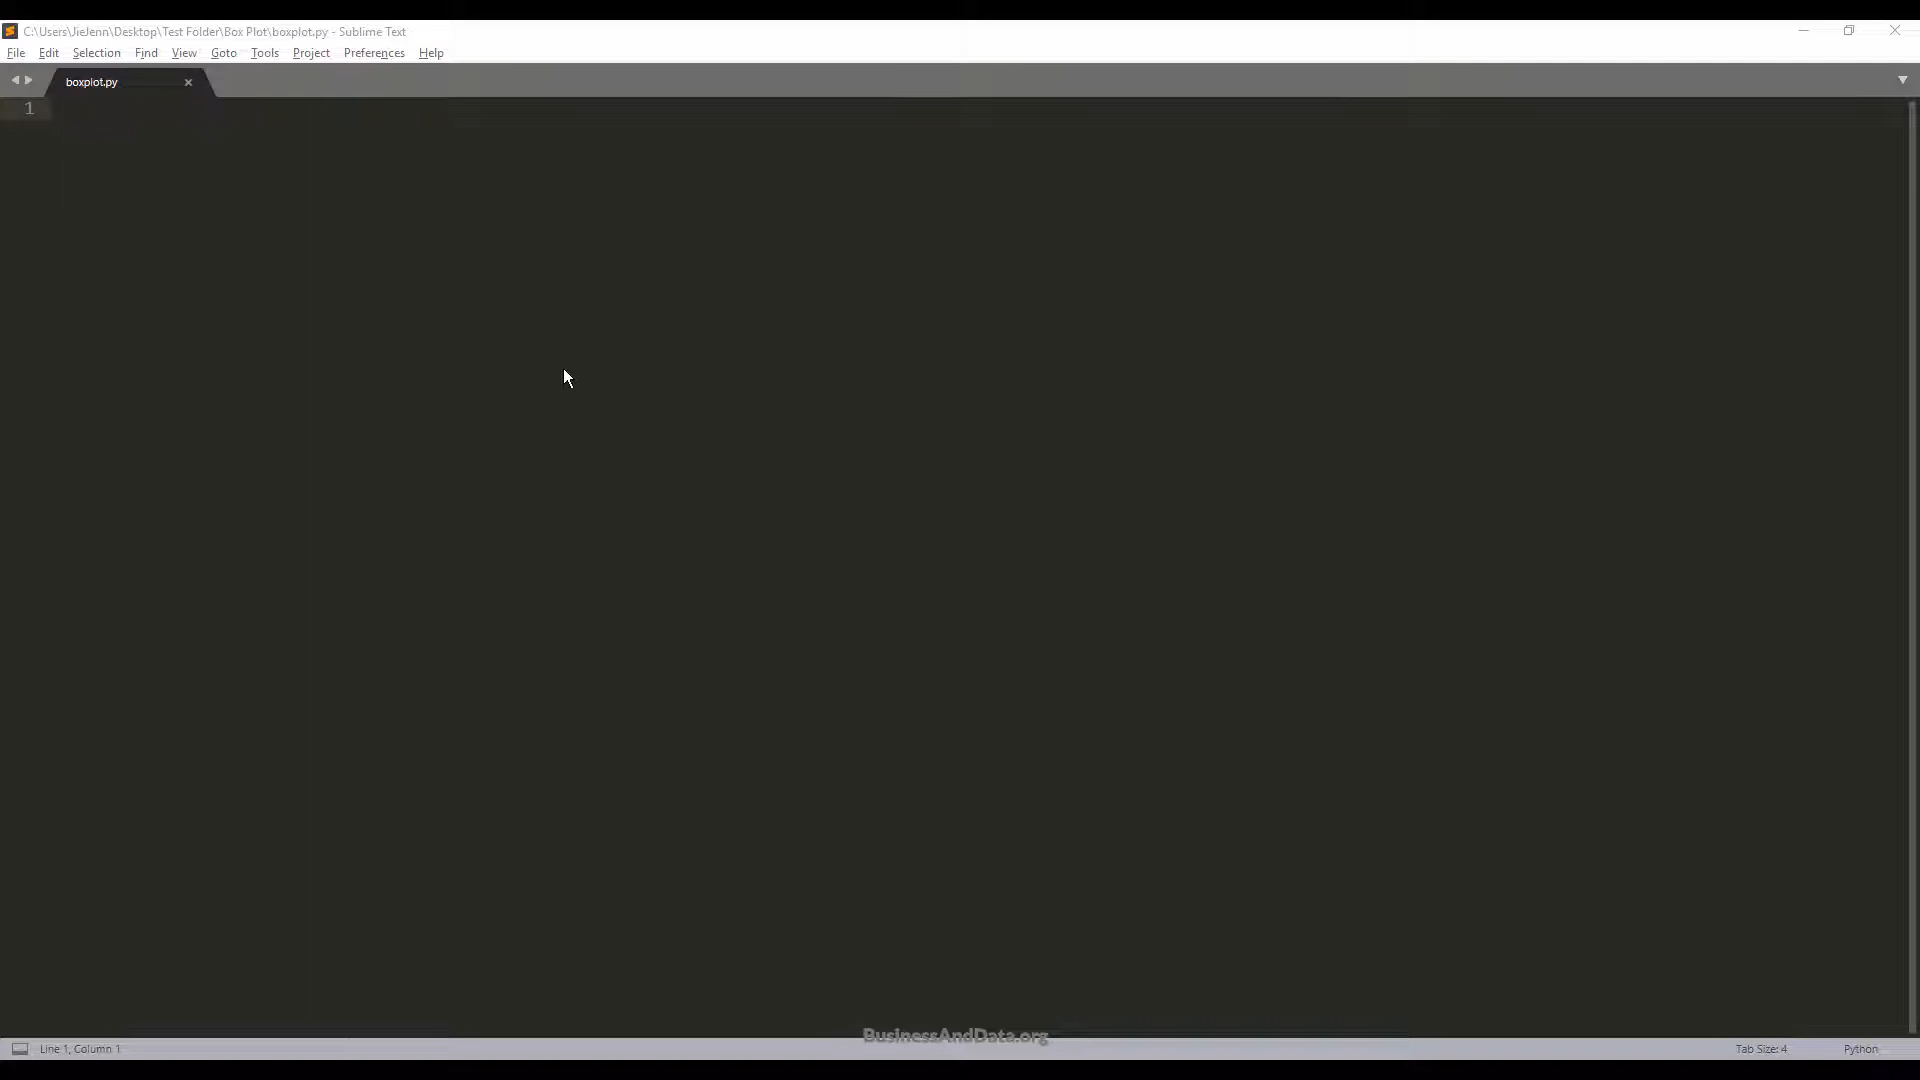 C:\Users\JieJenn\Desktop\Test Folder\Box Plot\boxplot.py - Sublime Text
File Edit Selection Find View Goto Tools Project Preferences Help
boxplot.py
1
BusinessAndData.org
Line 1, Column 1 Tab Size: 4 Python